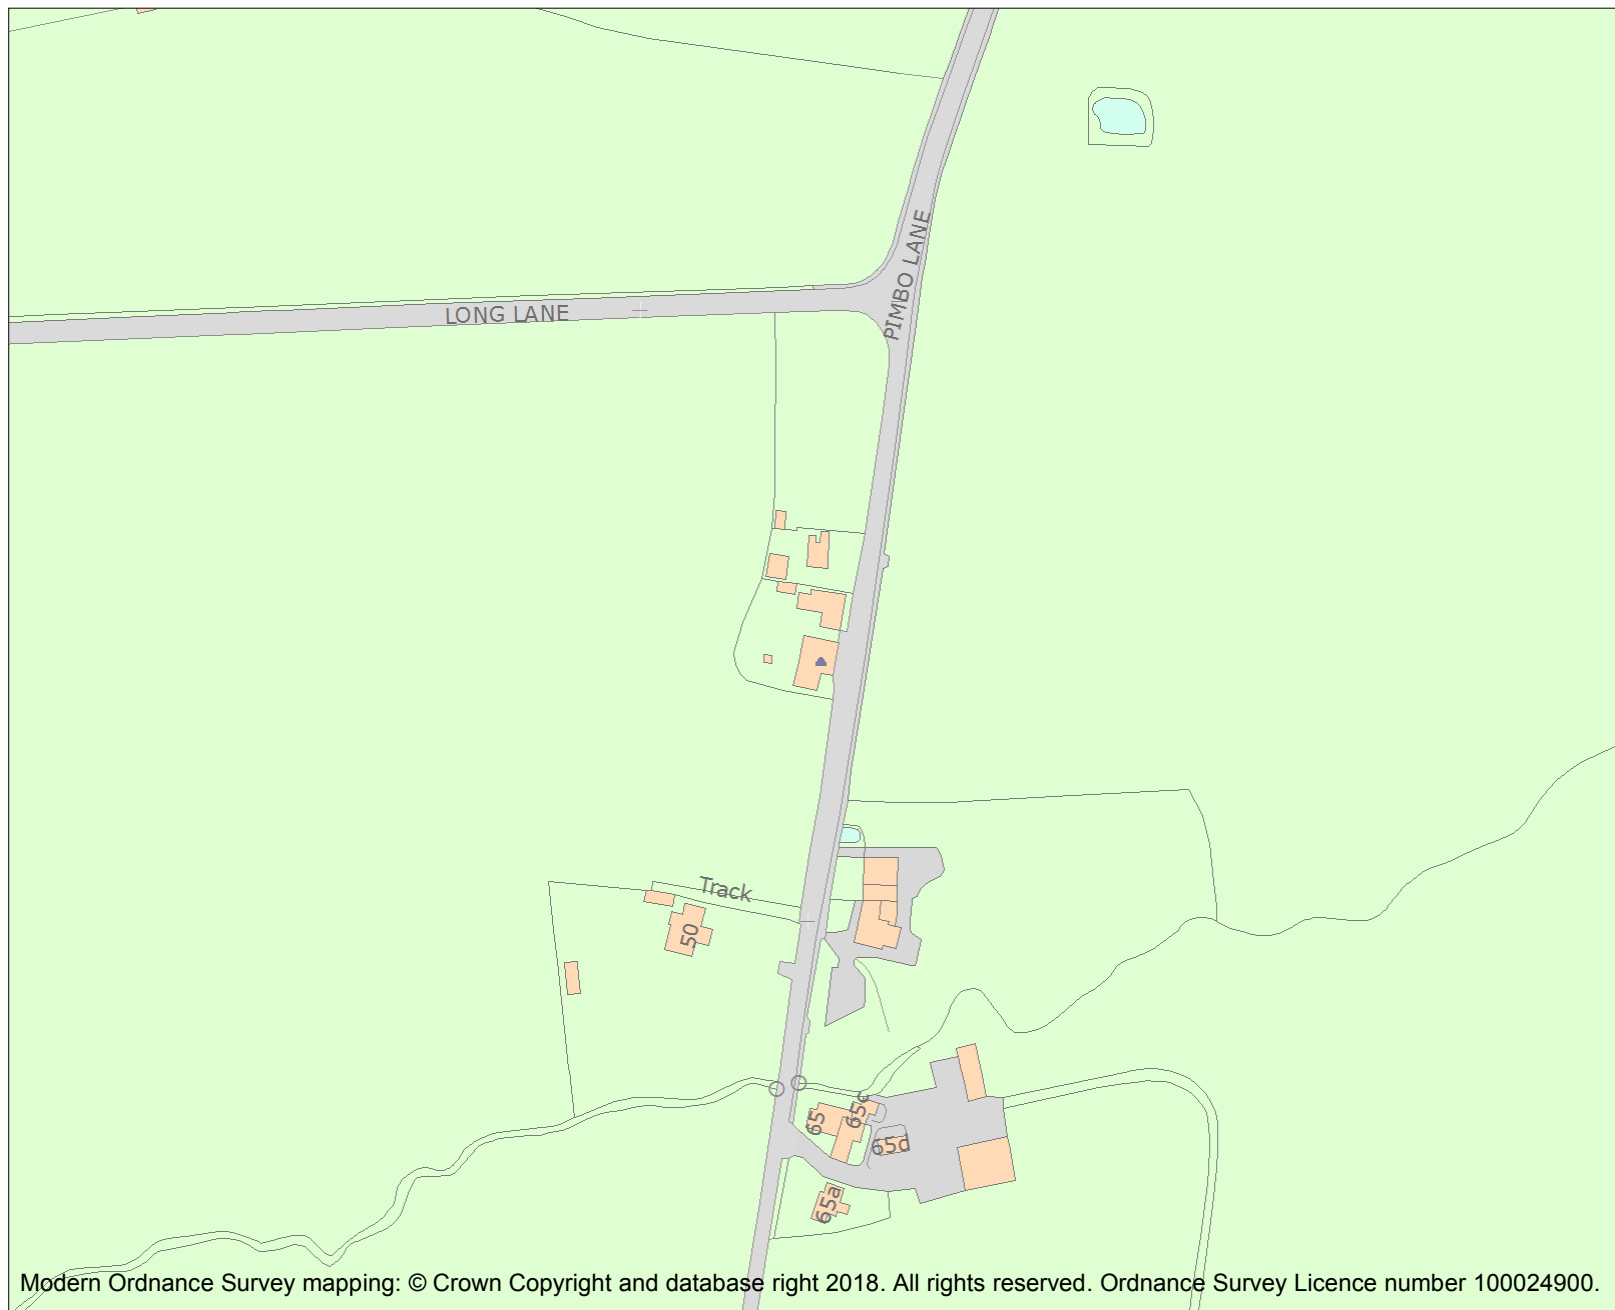 PIMBO LANE
LONG LANE
Track
50
65
65c
65d
65a
Modern Ordnance Survey mapping: © Crown Copyright and database right 2018. All rights reserved. Ordnance Survey Licence number 100024900.